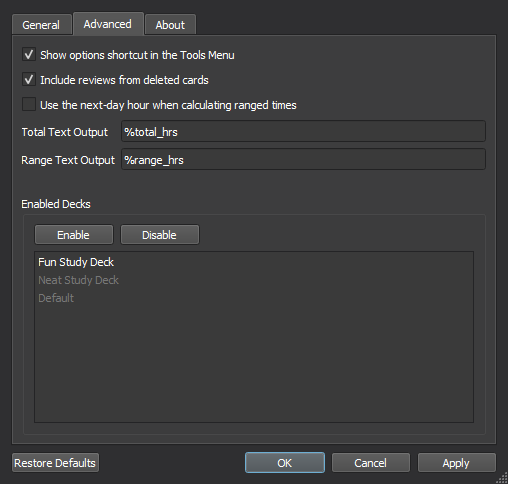 General Advanced About
Show options shortcut in the Tools Menu
Include reviews from deleted cards
Use the next-day hour when calculating ranged times
Total Text Output %total_hrs
Range Text Output %range_hrs
Enabled Decks
Enable Disable
Fun Study Deck
Neat Study Deck
Default
Restore Defaults OK Cancel Apply